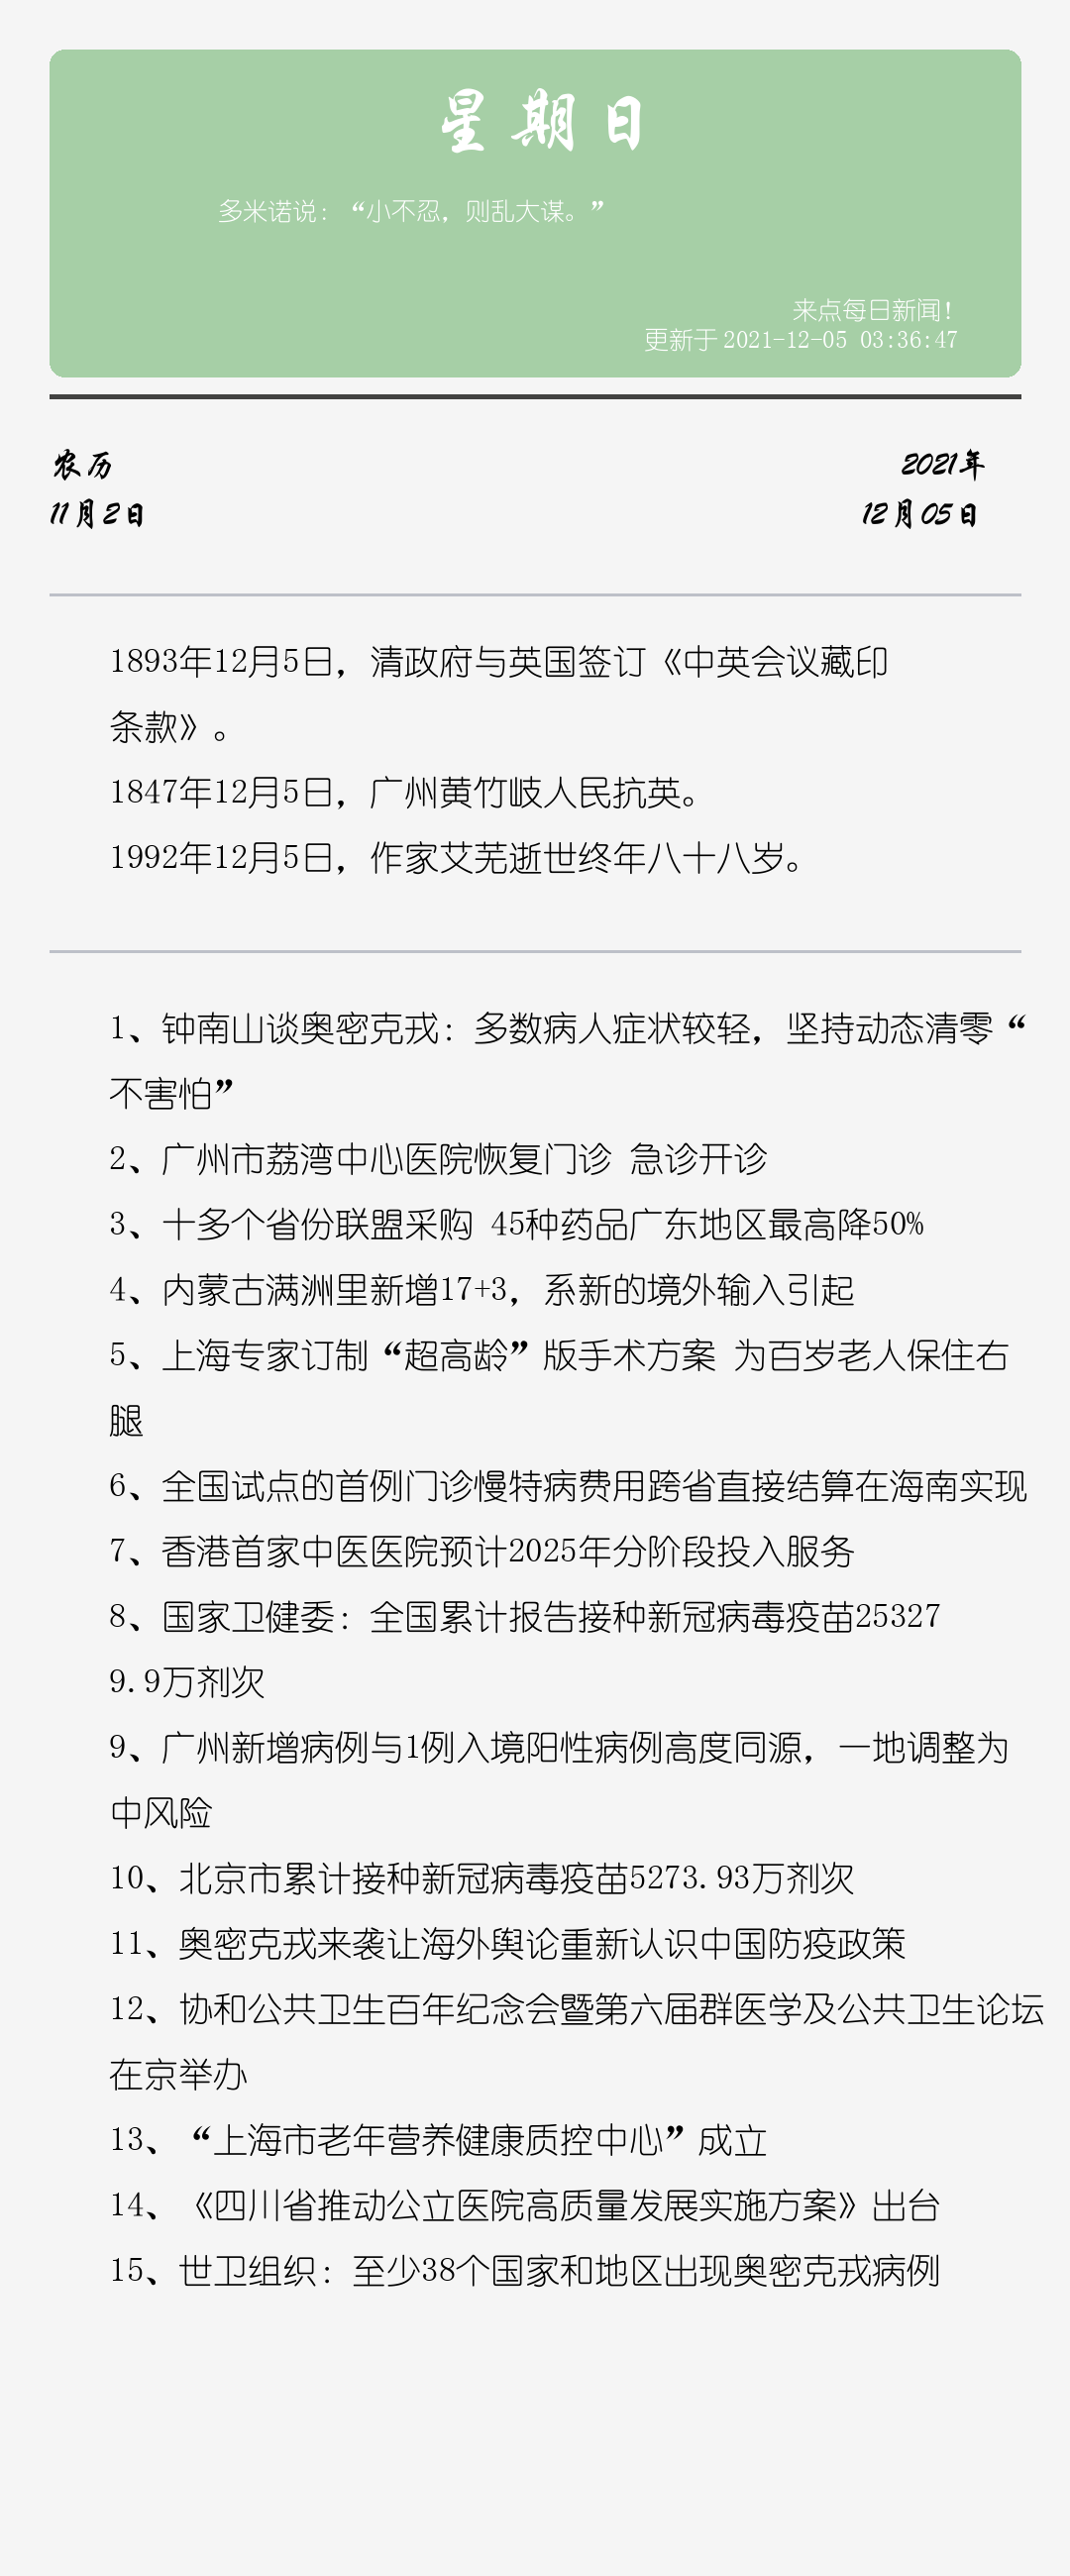 星期日
多米诺说：“小不忍，则乱大谋。”
来点每日新闻！
更新于 2021-12-05 03:36:47
农历
2021年
11月2日
12月05日
1893年12月5日，清政府与英国签订《中英会议藏印
条款》。
1847年12月5日，广州黄竹岐人民抗英。
1992年12月5日，作家艾芜逝世终年八十八岁。
1、钟南山谈奥密克戎：多数病人症状较轻，坚持动态清零“
不害怕”
2、广州市荔湾中心医院恢复门诊 急诊开诊
3、十多个省份联盟采购 45种药品广东地区最高降50%
4、内蒙古满洲里新增17+3，系新的境外输入引起
5、上海专家订制“超高龄”版手术方案 为百岁老人保住右
腿
6、全国试点的首例门诊慢特病费用跨省直接结算在海南实现
7、香港首家中医医院预计2025年分阶段投入服务
8、国家卫健委：全国累计报告接种新冠病毒疫苗25327
9.9万剂次
9、广州新增病例与1例入境阳性病例高度同源，一地调整为
中风险
10、北京市累计接种新冠病毒疫苗5273.93万剂次
11、奥密克戎来袭让海外舆论重新认识中国防疫政策
12、协和公共卫生百年纪念会暨第六届群医学及公共卫生论坛
在京举办
13、“上海市老年营养健康质控中心”成立
14、《四川省推动公立医院高质量发展实施方案》出台
15、世卫组织：至少38个国家和地区出现奥密克戎病例